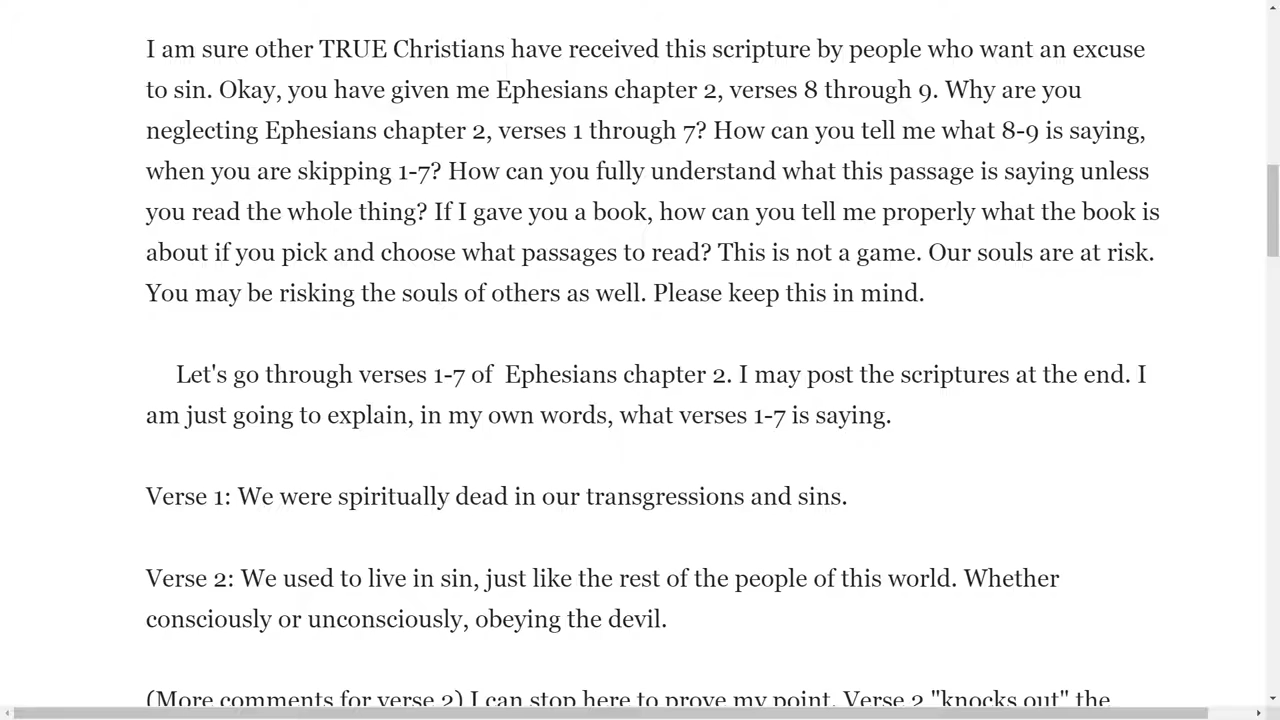 I am sure other TRUE Christians have received this scripture by people who want an excuse
to sin. Okay, you have given me Ephesians chapter 2, verses 8 through 9. Why are you
neglecting Ephesians chapter 2, verses 1 through 7? How can you tell me what 8-9 is saying,
when you are skipping 1-7? How can you fully understand what this passage is saying unless
you read the whole thing? If I gave you a book, how can you tell me properly what the book is
about if you pick and choose what passages to read? This is not a game. Our souls are at risk.
You may be risking the souls of others as well. Please keep this in mind.
Let's go through verses 1-7 of  Ephesians chapter 2. I may post the scriptures at the end. I
am just going to explain, in my own words, what verses 1-7 is saying.
Verse 1: We were spiritually dead in our transgressions and sins.
Verse 2: We used to live in sin, just like the rest of the people of this world. Whether
consciously or unconsciously, obeying the devil.
(More comments for verse 2) I can stop here to prove my point. Verse 2 "knocks out" the